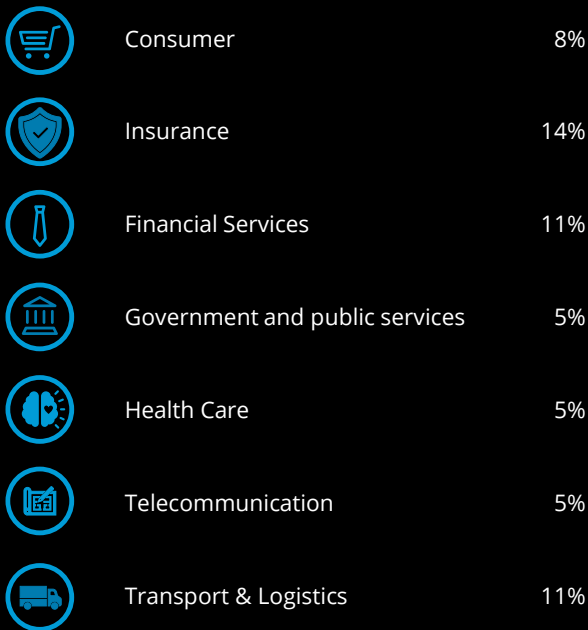 Consumer 8%
Insurance 14%
Financial Services 11%
Government and public services 5%
Health Care 5%
Telecommunication 5%
Transport & Logistics 11%